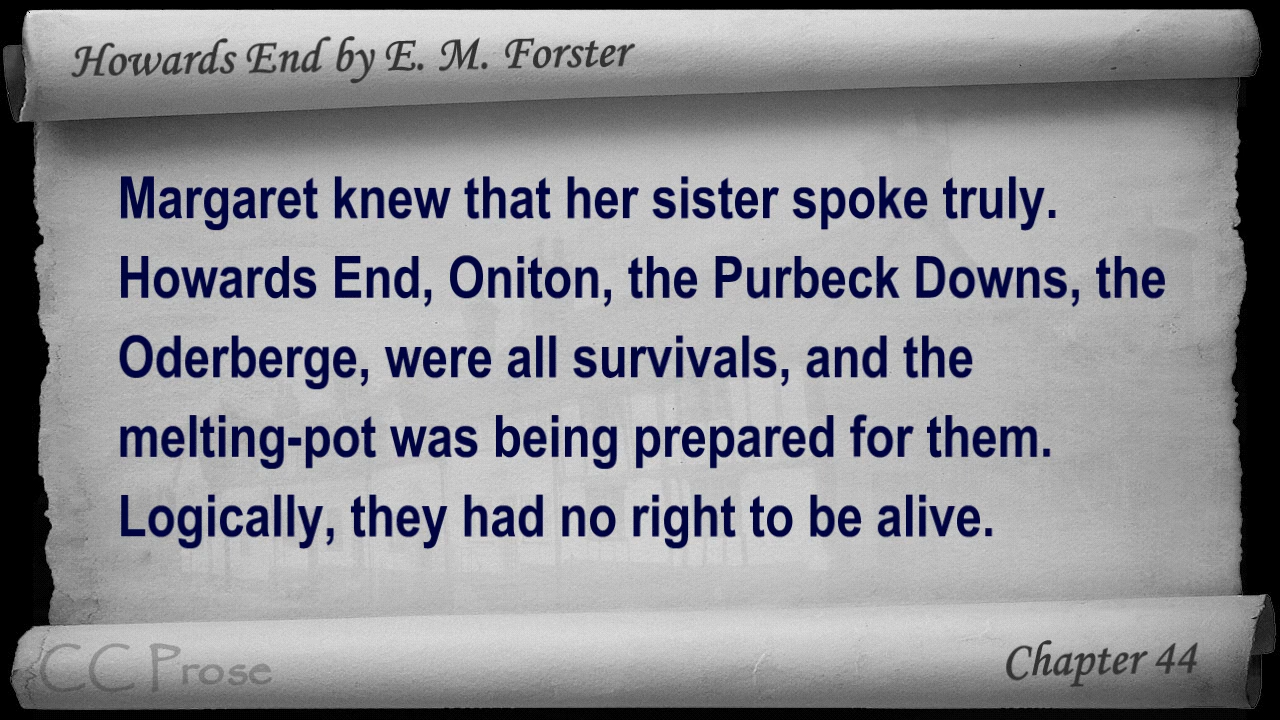 Howards End by E. M. Forster
Margaret knew that her sister spoke truly.
Howards End, Oniton, the Purbeck Downs, the
Oderberge, were all survivals, and the
melting-pot was being prepared for them.
Logically, they had no right to be alive.
CC Prose
Chapter 44